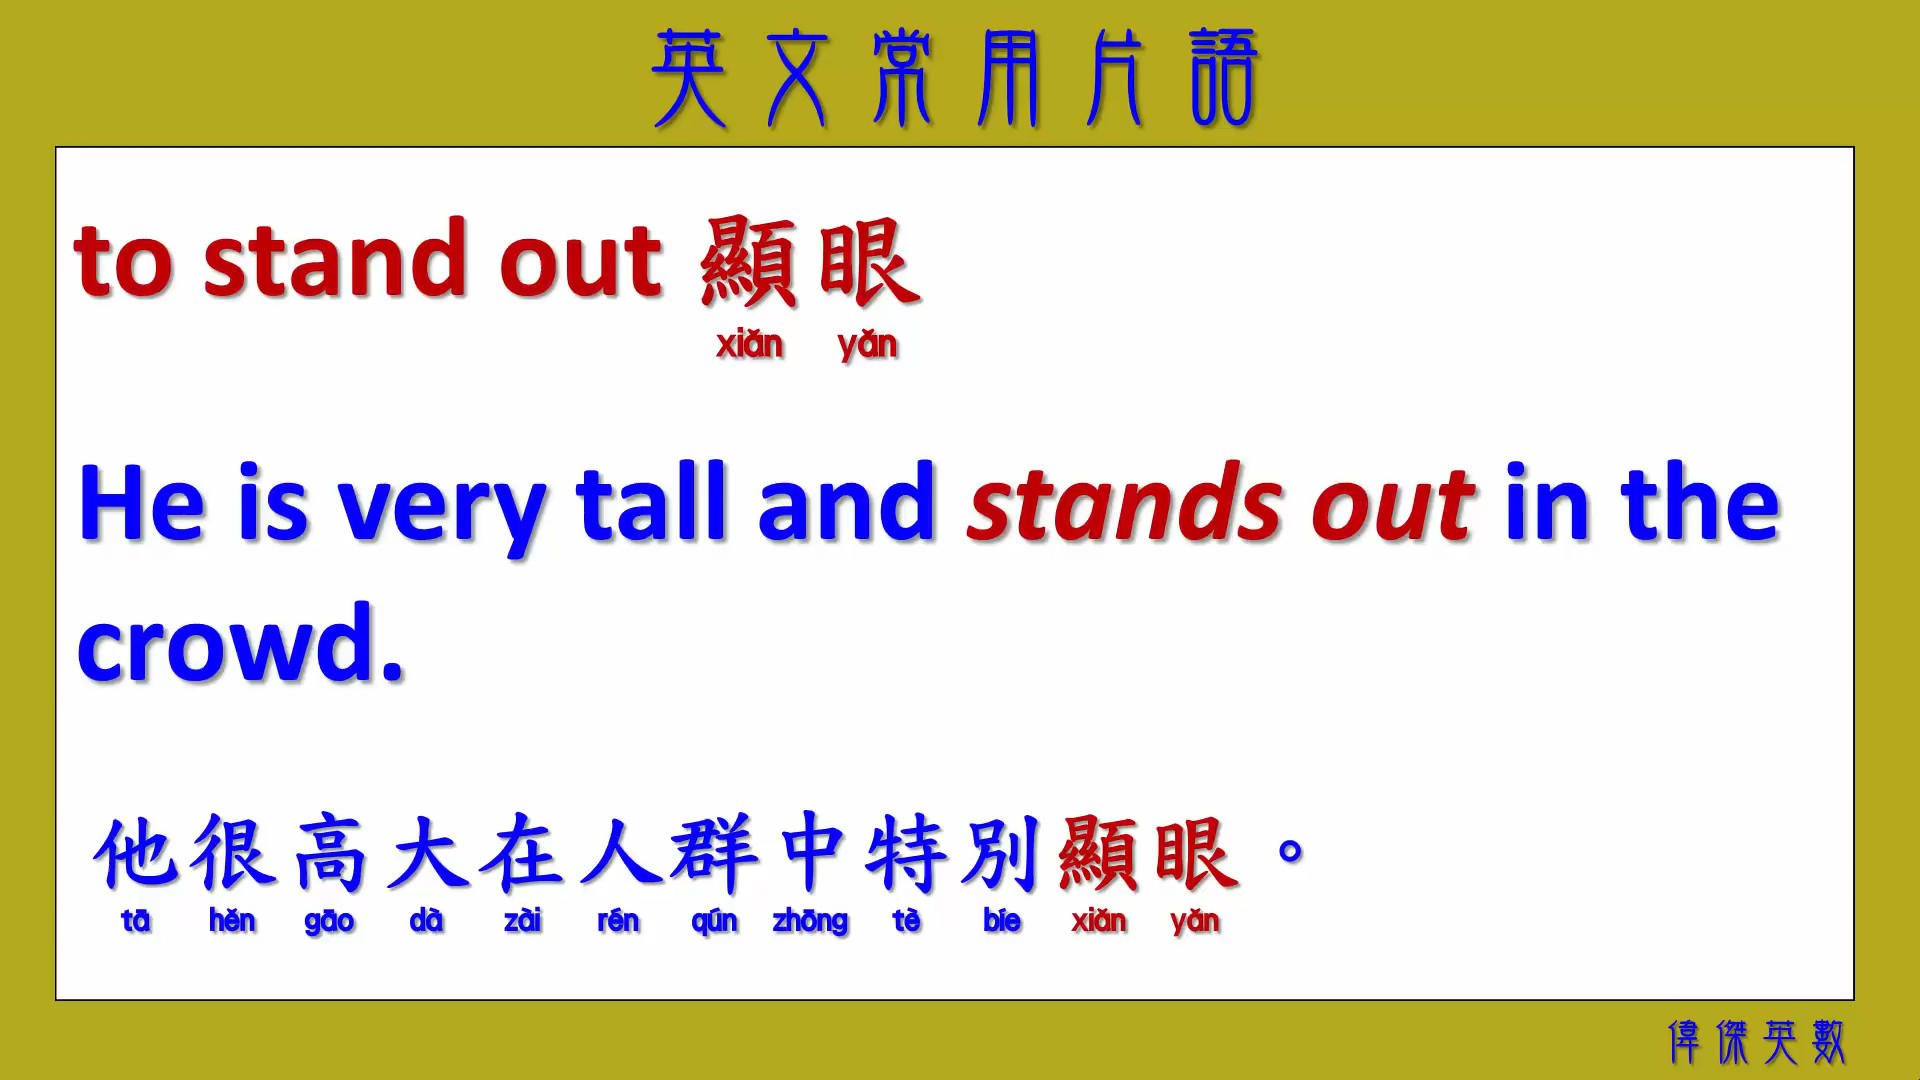 英文常用片語
to stand out 顯眼
xiǎn yǎn
He is very tall and stands out in the
crowd.
他很高大在人群中特別顯眼。
tā hěn gāo dà zài rén qún zhōng tè bíe xiǎn yǎn
偉傑英數